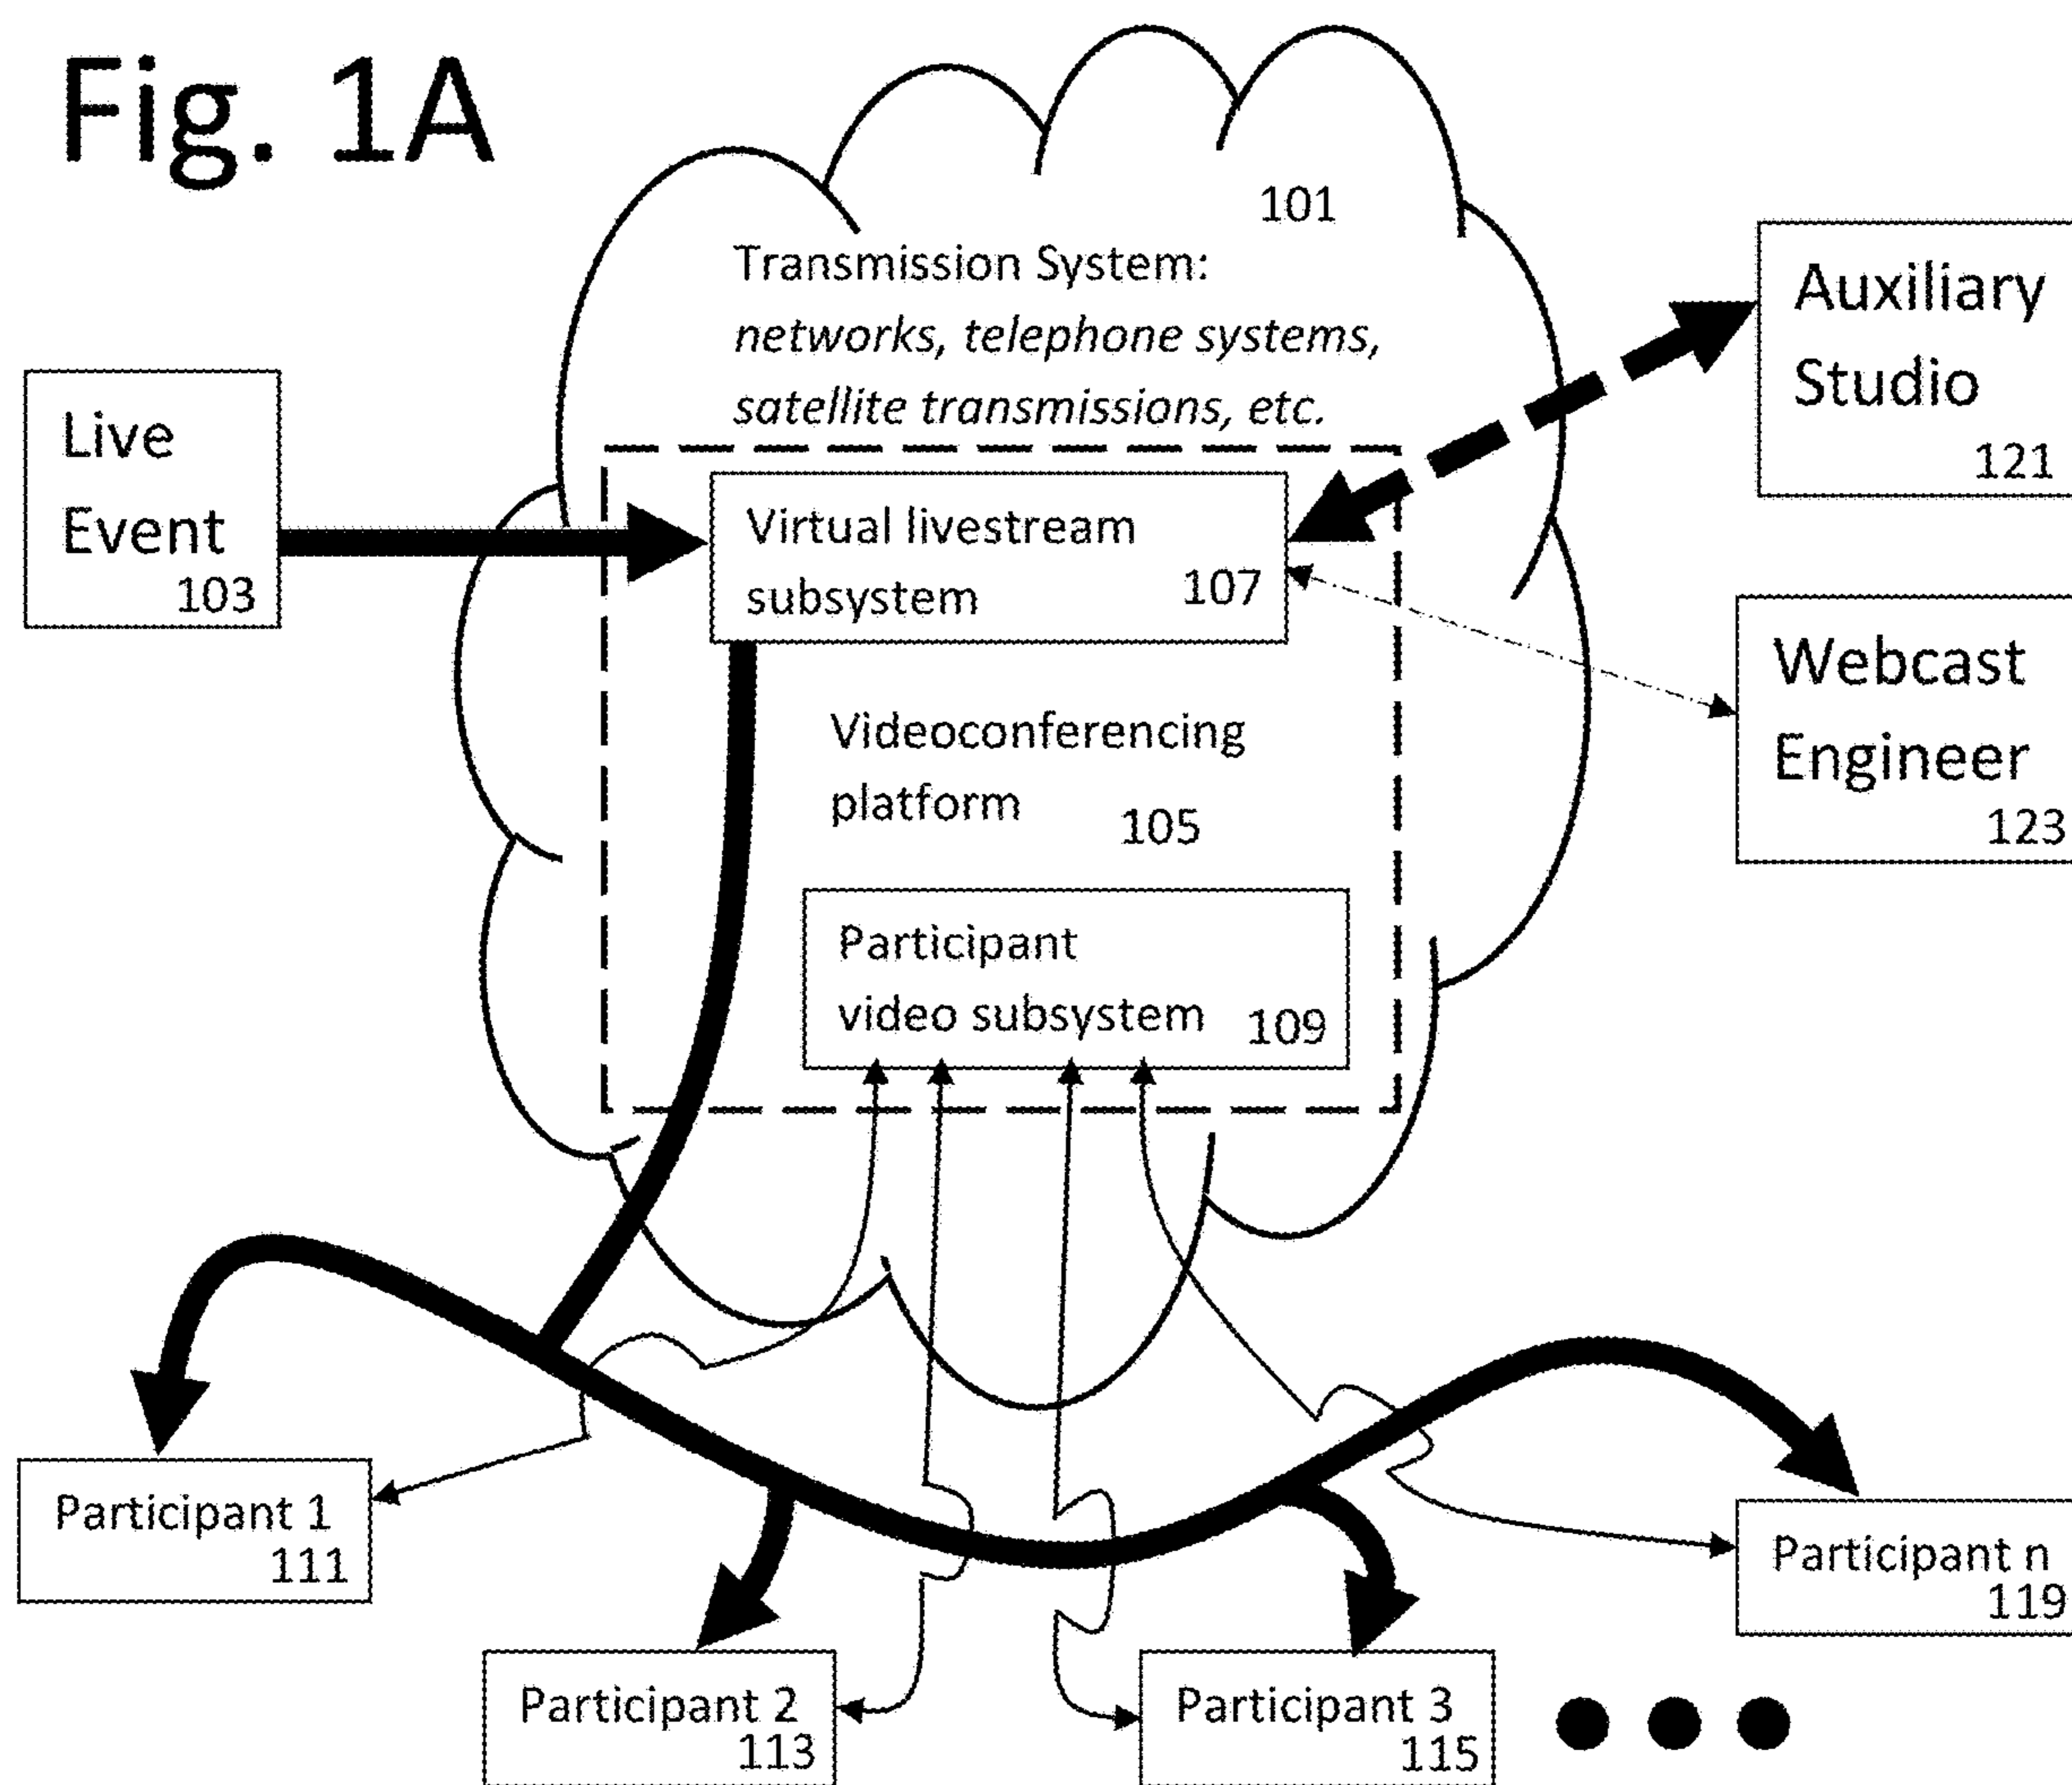 Fig. 1A
101
Transmission System:
networks, telephone systems,
satellite transmissions, etc.
Auxiliary
Studio
121
Live
Event
103
Virtual livestream
subsystem
107
Webcast
Engineer
123
Videoconferencing
platform
105
Participant
video subsystem
109
Participant 1
111
Participant 2
113
Participant 3
115
Participant n
119